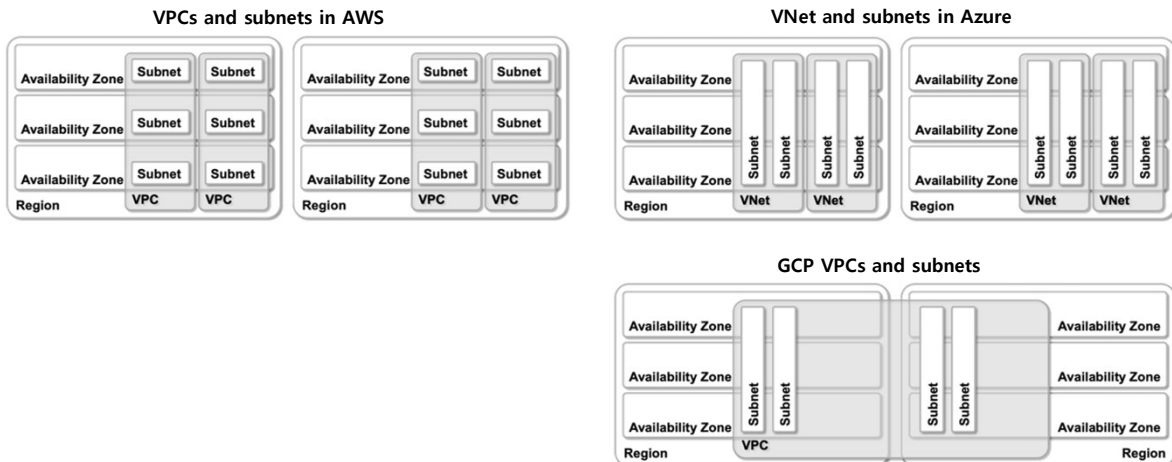 VPCs and subnets in AWS
Availability Zone Subnet Subnet
Availability Zone Subnet Subnet
Availability Zone Subnet Subnet
Region VPC VPC
Availability Zone Subnet Subnet
Availability Zone Subnet Subnet
Availability Zone Subnet Subnet
Region VPC VPC
VNet and subnets in Azure
Availability Zone
Availability Zone
Availability Zone
Subnet Subnet Subnet Subnet
Region VNet VNet
Availability Zone
Availability Zone
Availability Zone
Subnet Subnet Subnet Subnet
Region VNet VNet
GCP VPCs and subnets
Availability Zone
Availability Zone
Availability Zone
Subnet Subnet
Region VPC
Subnet Subnet
Availability Zone
Availability Zone
Availability Zone
Region